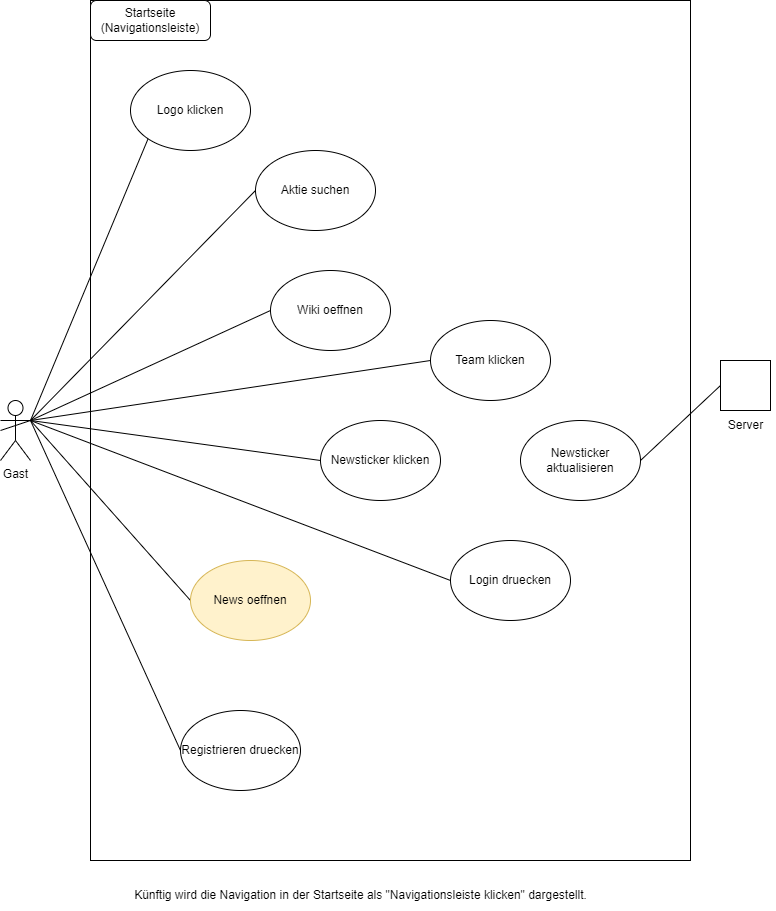 Startseite
(Navigationsleiste)
Logo klicken
Aktie suchen
Wiki oeffnen
Team klicken
Server
Newsticker klicken
Newsticker
aktualisieren
Gast
Login druecken
News oeffnen
Registrieren druecken
Künftig wird die Navigation in der Startseite als "Navigationsleiste klicken" dargestellt.